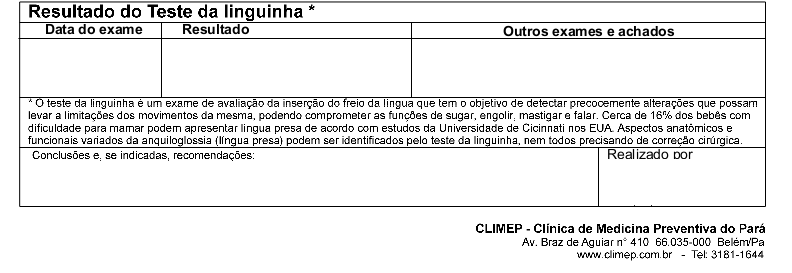 Resultado do Teste da linguinha *
Data do exame Resultado Outros exames e achados
* O teste da linguinha é um exame de avaliação da inserção do freio da língua que tem o objetivo de detectar precocemente alterações que possam
levar a limitações dos movimentos da mesma, podendo comprometer as funções de sugar, engolir, mastigar e falar. Cerca de 16% dos bebês com
dificuldade para mamar podem apresentar língua presa de acordo com estudos da Universidade de Cicinnati nos EUA. Aspectos anatômicos e
funcionais variados da anquiloglossia (língua presa) podem ser identificados pelo teste da linguinha, nem todos precisando de correção cirúrgica.
Conclusões e, se indicadas, recomendações: Realizado por
CLIMEP - Clínica de Medicina Preventiva do Pará
Av. Braz de Aguiar n° 410 66.035-000 Belém/Pa
www.climep.com.br - Tel: 3181-1644